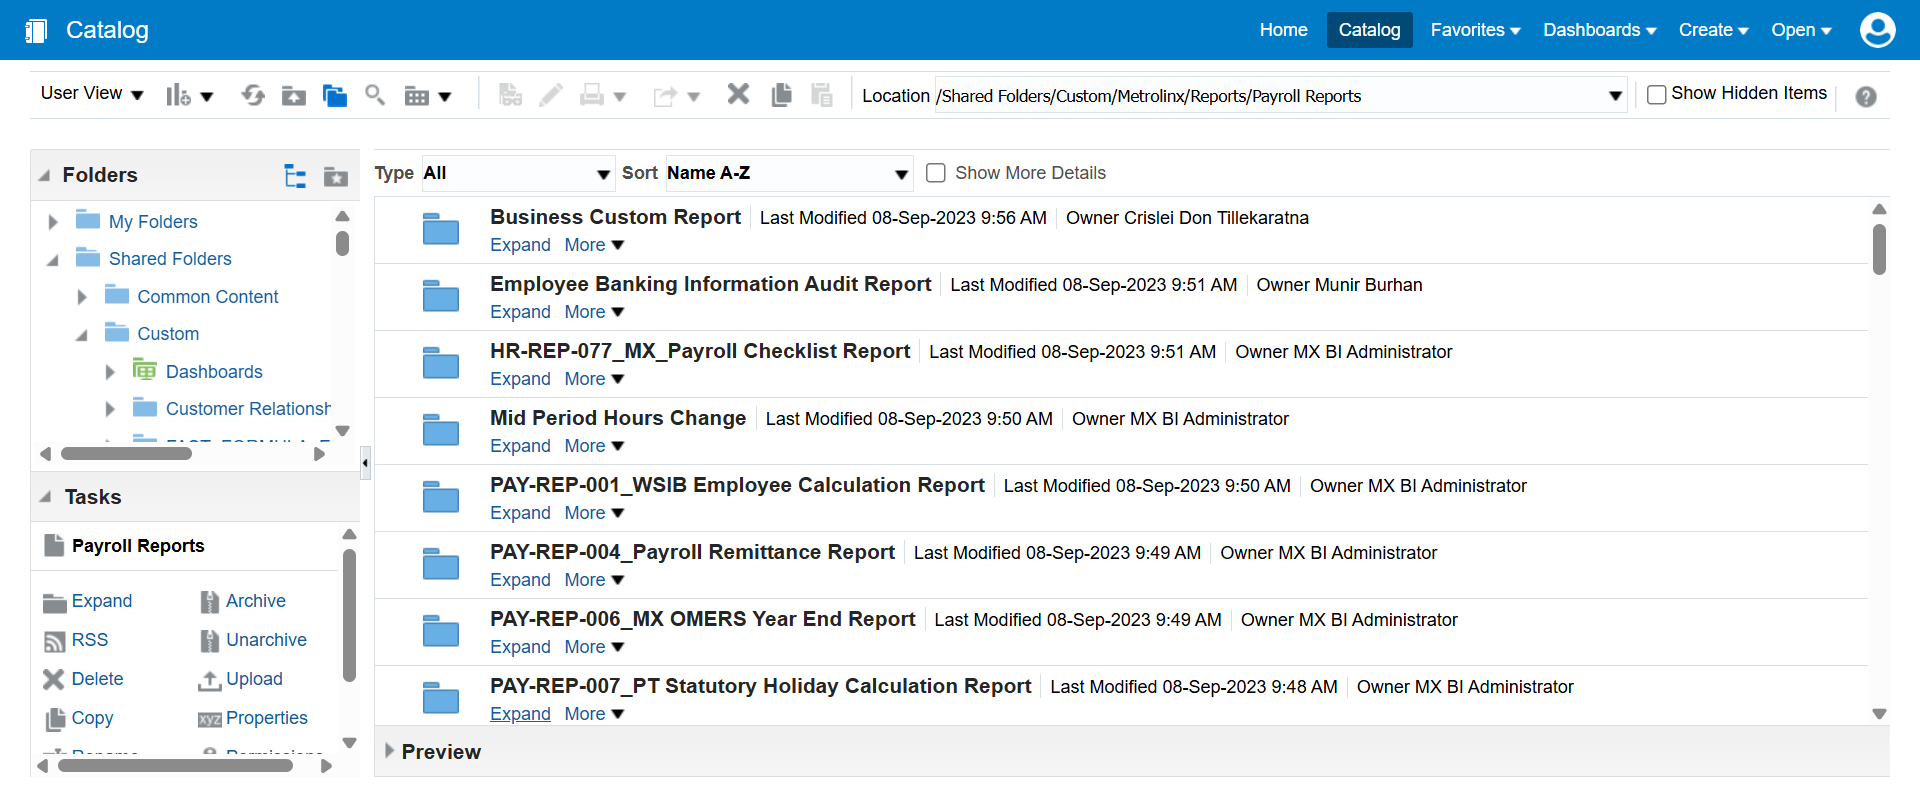 Catalog
Home Catalog Favorites Dashboards Create Open
User View
Location /Shared Folders/Custom/Metrolinx/Reports/Payroll Reports
Show Hidden Items
?
Folders
My Folders
Shared Folders
Common Content
Custom
Dashboards
Customer Relationsh
Tasks
Payroll Reports
Expand Archive
RSS Unarchive
Delete Upload
Copy xyz Properties
Type All Sort Name A-Z Show More Details
Business Custom Report Last Modified 08-Sep-2023 9:56 AM Owner Crislei Don Tillekaratna
Expand More
Employee Banking Information Audit Report Last Modified 08-Sep-2023 9:51 AM Owner Munir Burhan
Expand More
HR-REP-077_MX_Payroll Checklist Report Last Modified 08-Sep-2023 9:51 AM Owner MX BI Administrator
Expand More
Mid Period Hours Change Last Modified 08-Sep-2023 9:50 AM Owner MX BI Administrator
Expand More
PAY-REP-001_WSIB Employee Calculation Report Last Modified 08-Sep-2023 9:50 AM Owner MX BI Administrator
Expand More
PAY-REP-004_Payroll Remittance Report Last Modified 08-Sep-2023 9:49 AM Owner MX BI Administrator
Expand More
PAY-REP-006_MX OMERS Year End Report Last Modified 08-Sep-2023 9:49 AM Owner MX BI Administrator
Expand More
PAY-REP-007_PT Statutory Holiday Calculation Report Last Modified 08-Sep-2023 9:48 AM Owner MX BI Administrator
Expand More
Preview